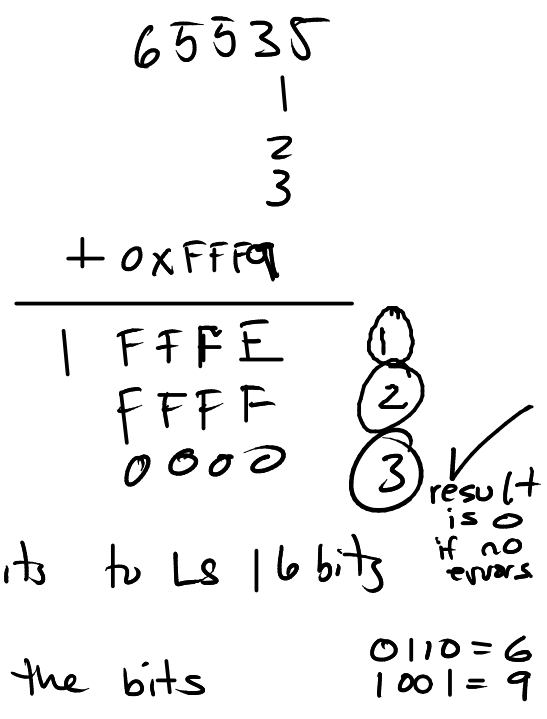 65535
1
2
3
+ 0xFFF9
1 FFFE 1
FFFF 2
0000 3
result
is 0
if no
errors
its to LS 16 bits
the bits
0110 = 6
1001 = 9